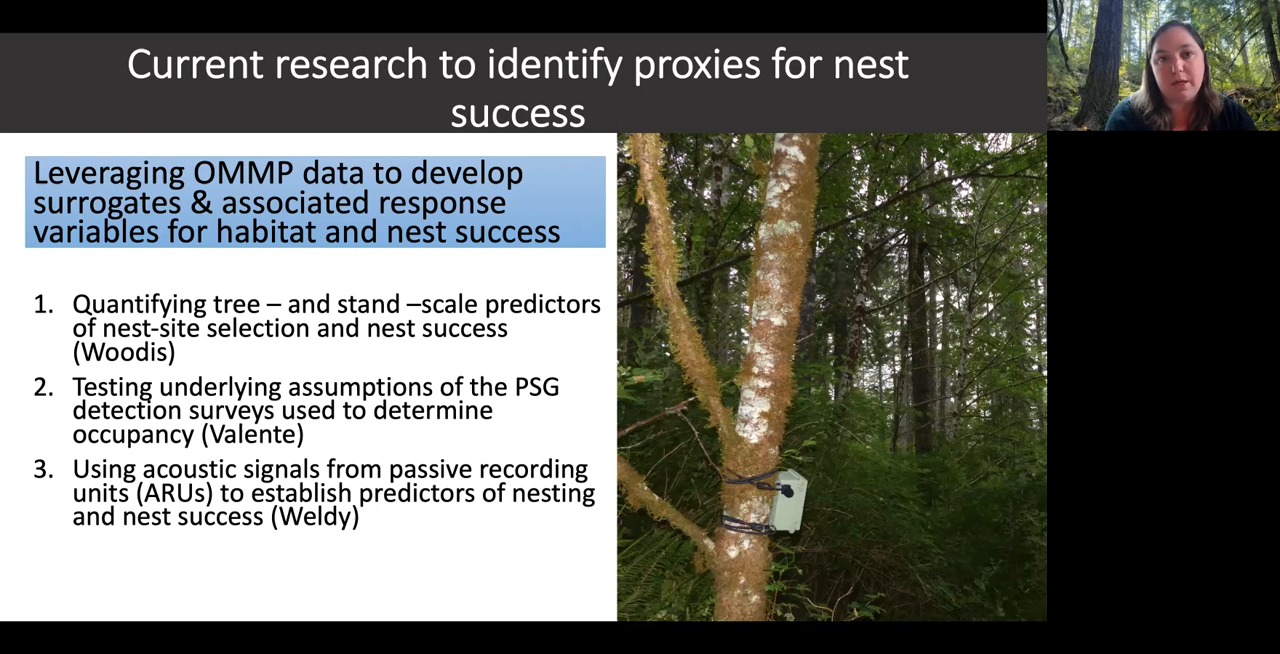 Current research to identify proxies for nest
success
Leveraging OMMP data to develop
surrogates & associated response
variables for habitat and nest success
1. Quantifying tree – and stand –scale predictors
of nest-site selection and nest success
(Woodis)
2. Testing underlying assumptions of the PSG
detection surveys used to determine
occupancy (Valente)
3. Using acoustic signals from passive recording
units (ARUs) to establish predictors of nesting
and nest success (Weldy)